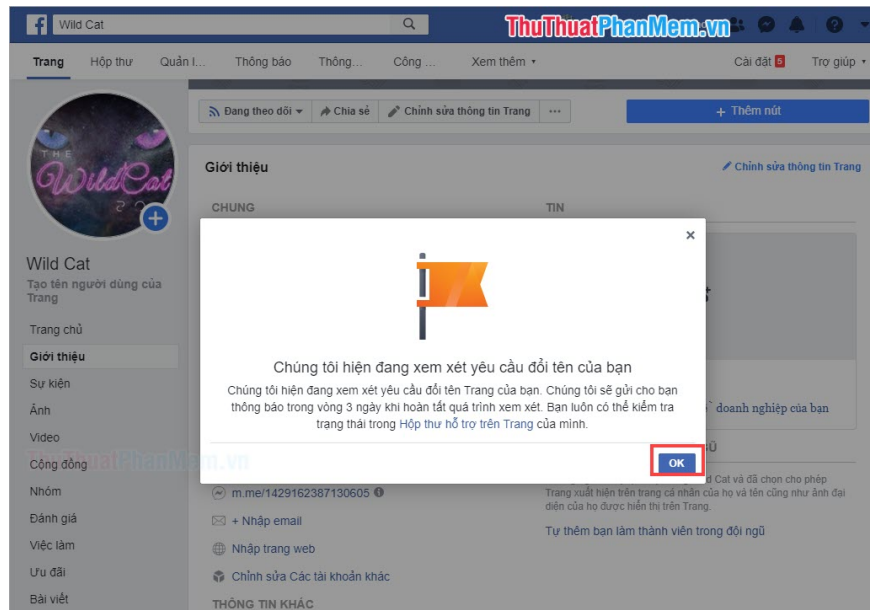 Wild Cat
ThuThuatPhanMem.vn
Trang Hộp thư Quản l... Thông báo Thông... Công ... Xem thêm Cài đặt 5 Trợ giúp
Đang theo dõi Chia sẻ Chỉnh sửa thông tin Trang ... + Thêm nút
THE
WildCat
Giới thiệu Chỉnh sửa thông tin Trang
CHUNG TIN
Wild Cat
Tạo tên người dùng của
Trang
Trang chủ
Giới thiệu
Sự kiện
Ảnh
Video
Cộng đồng
Nhóm
Đánh giá
Việc làm
Ưu đãi
Bài viết
Chúng tôi hiện đang xem xét yêu cầu đổi tên của bạn
Chúng tôi hiện đang xem xét yêu cầu đổi tên Trang của bạn. Chúng tôi sẽ gửi cho bạn
thông báo trong vòng 3 ngày khi hoàn tất quá trình xem xét. Bạn luôn có thể kiểm tra
trạng thái trong Hộp thư hỗ trợ trên Trang của mình.
OK
doanh nghiệp của bạn
ThuThuatPhanMem.vn
m.me/1429162387130605
+ Nhập email
Nhập trang web
Chỉnh sửa Các tài khoản khác
THÔNG TIN KHÁC
Cat và đã chọn cho phép
Trang xuất hiện trên trang cá nhân của họ và tên cũng như ảnh đại
diện của họ được hiển thị trên Trang.
Tự thêm bạn làm thành viên trong đội ngũ